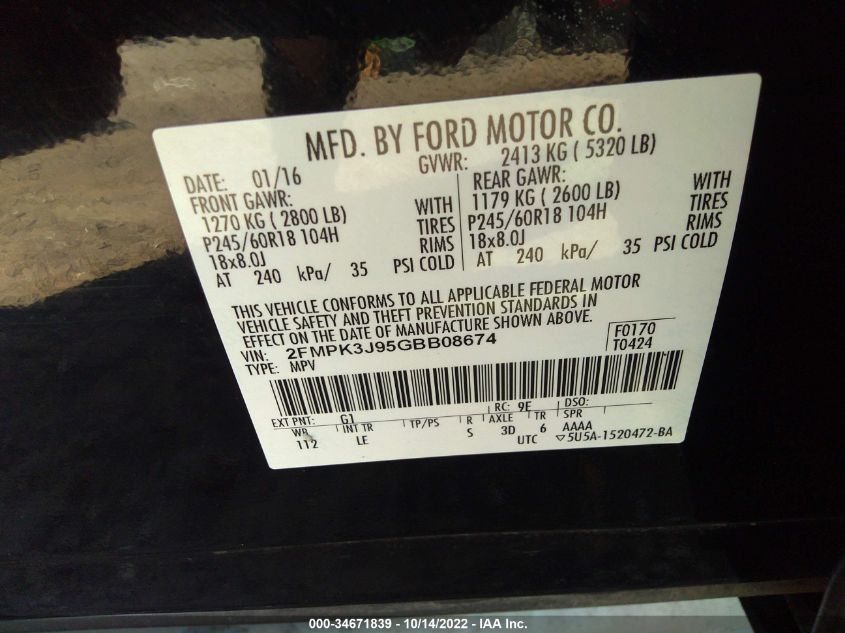 MFD. BY FORD MOTOR CO.
DATE: 01/16
GVWR: 2413 KG ( 5320 LB)
FRONT GAWR:
1270 KG ( 2800 LB) WITH
P245/60R18 104H TIRES
18x8.0J RIMS
AT 240 kPa/ 35 PSI COLD
REAR GAWR: WITH
1179 KG ( 2600 LB) TIRES
P245/60R18 104H RIMS
18x8.0J
AT 240 kPa/ 35 PSI COLD
THIS VEHICLE CONFORMS TO ALL APPLICABLE FEDERAL MOTOR
VEHICLE SAFETY AND THEFT PREVENTION STANDARDS IN
EFFECT ON THE DATE OF MANUFACTURE SHOWN ABOVE.
VIN: 2FMPK3J95GBB08674
TYPE: MPV
F0170
T0424
EXT PNT: G1 RC: 9E DSO:
WB INT TR TP/PS R AXLE TR SPR
112 LE S 3D 6 AAAA
UTC ▽5U5A-1520472-BA
000-34671839 - 10/14/2022 - IAA Inc.